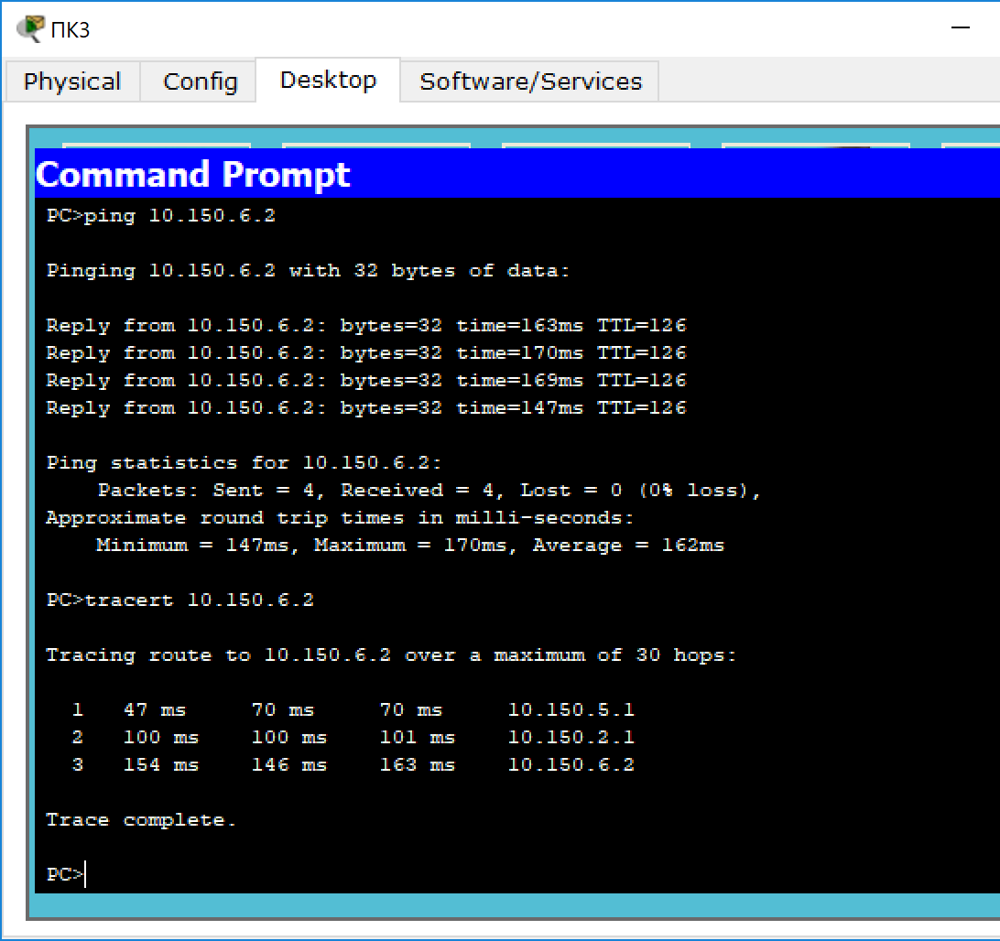 ПК3
Physical Config Desktop Software/Services
Command Prompt
PC>ping 10.150.6.2
Pinging 10.150.6.2 with 32 bytes of data:
Reply from 10.150.6.2: bytes=32 time=163ms TTL=126
Reply from 10.150.6.2: bytes=32 time=170ms TTL=126
Reply from 10.150.6.2: bytes=32 time=169ms TTL=126
Reply from 10.150.6.2: bytes=32 time=147ms TTL=126
Ping statistics for 10.150.6.2:
    Packets: Sent = 4, Received = 4, Lost = 0 (0% loss),
Approximate round trip times in milli-seconds:
    Minimum = 147ms, Maximum = 170ms, Average = 162ms
PC>tracert 10.150.6.2
Tracing route to 10.150.6.2 over a maximum of 30 hops:
  1   47 ms     70 ms     70 ms     10.150.5.1
  2   100 ms    100 ms    101 ms    10.150.2.1
  3   154 ms    146 ms    163 ms    10.150.6.2
Trace complete.
PC>